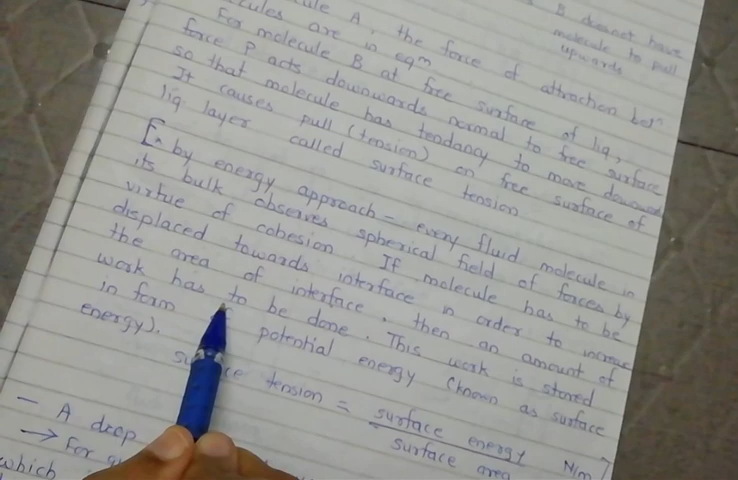 B doesnot have
molecule to pull
upwards
cule A, the force of attraction betn
cules are in eqm
For molecule B at free surface of liq,
force P acts downwards normal to free surface
so that molecule has tendancy to move downward
It causes pull (tension) on free surface of
liq layer called surface tension
[ by energy approach - every fluid molecule in
its bulk observes spherical field of forces by
virtue of cohesion. If molecule has to be
displaced towards interface in order to increase
the area of interface, then an amount of
work has to be done. This work is stored
in form of potential energy (known as surface
energy).
surface tension = surface energy N/m ]
surface area
- A drop
→ For
which